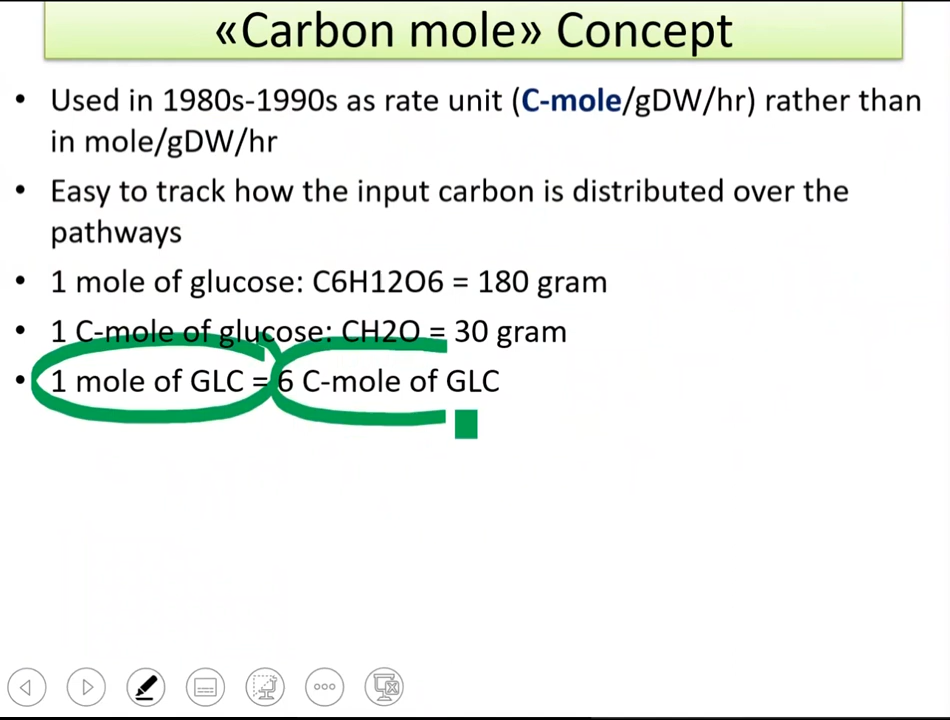 «Carbon mole» Concept
• Used in 1980s-1990s as rate unit (C-mole/gDW/hr) rather than
in mole/gDW/hr
• Easy to track how the input carbon is distributed over the
pathways
• 1 mole of glucose: C6H12O6 = 180 gram
• 1 C-mole of glucose: CH2O = 30 gram
• 1 mole of GLC = 6 C-mole of GLC